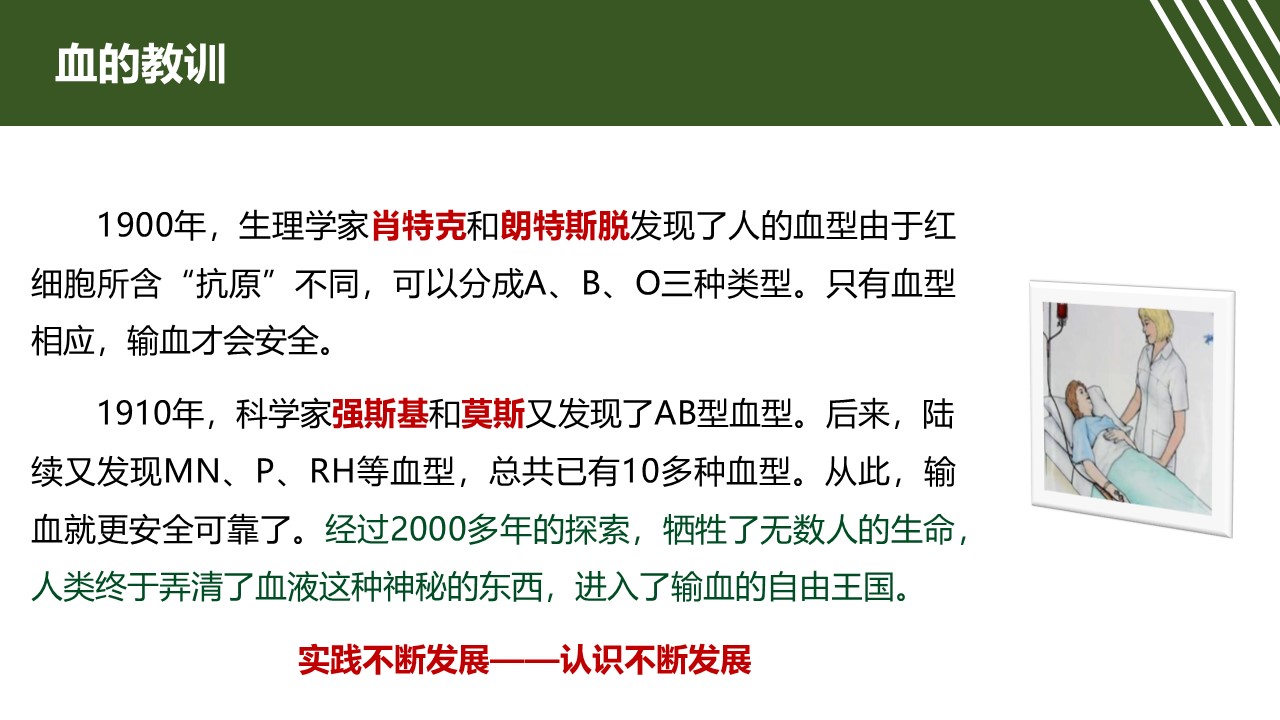 血的教训
1900年，生理学家肖特克和朗特斯脱发现了人的血型由于红
细胞所含“抗原”不同，可以分成A、B、O三种类型。只有血型
相应，输血才会安全。
1910年，科学家强斯基和莫斯又发现了AB型血型。后来，陆
续又发现MN、P、RH等血型，总共已有10多种血型。从此，输
血就更安全可靠了。经过2000多年的探索，牺牲了无数人的生命，
人类终于弄清了血液这种神秘的东西，进入了输血的自由王国。
实践不断发展——认识不断发展